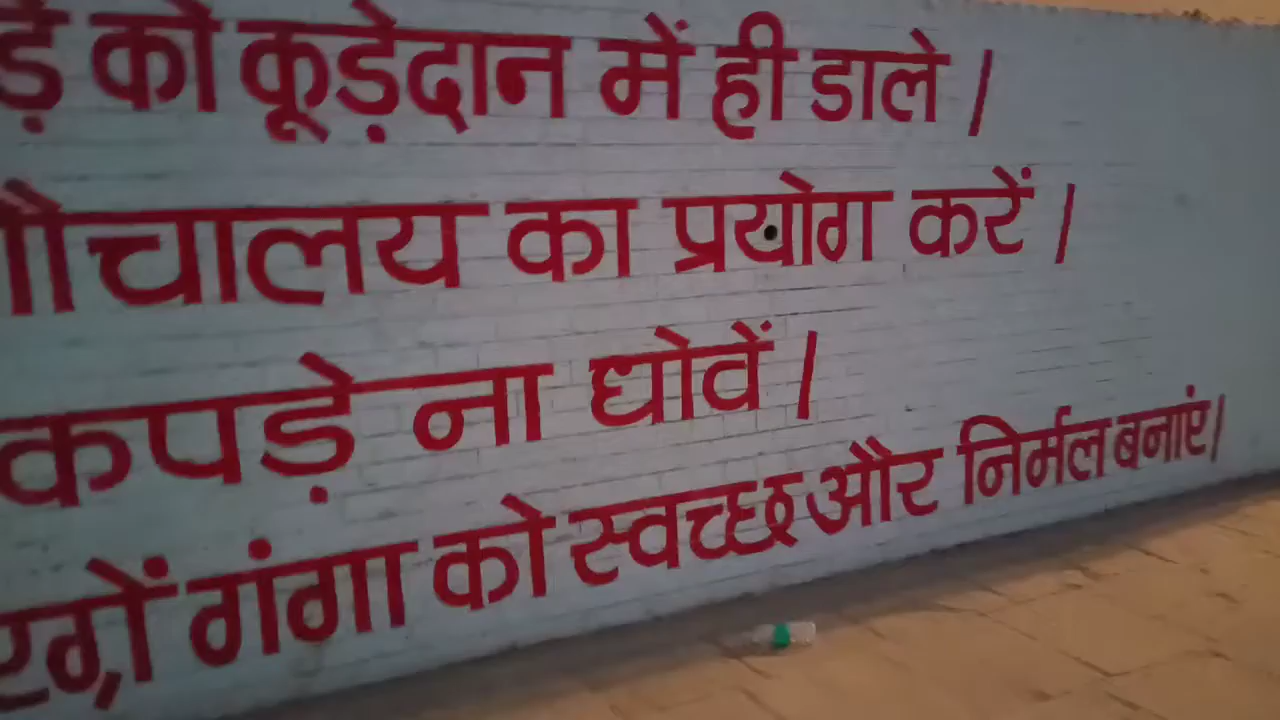 को कूड़ेदान में ही डाले।
शौचालय का प्रयोग करें।
कपड़े ना धोवें।
गंगा को स्वच्छ और निर्मल बनाएं।